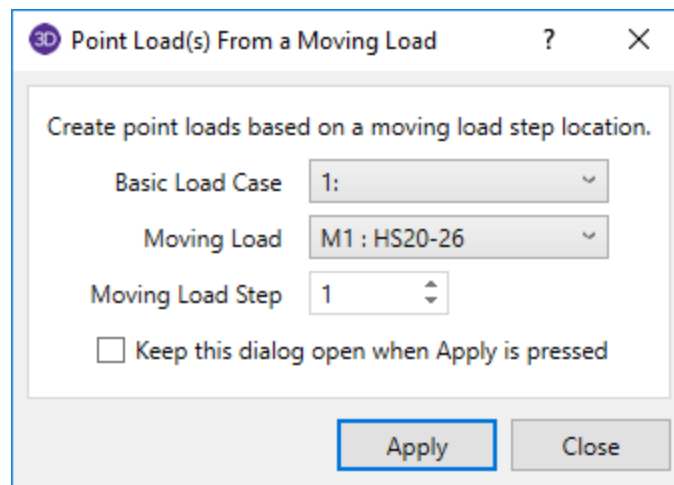 3D Point Load(s) From a Moving Load ?
Create point loads based on a moving load step location.
Basic Load Case 1:
Moving Load M1 : HS20-26
Moving Load Step 1
Keep this dialog open when Apply is pressed
Apply Close